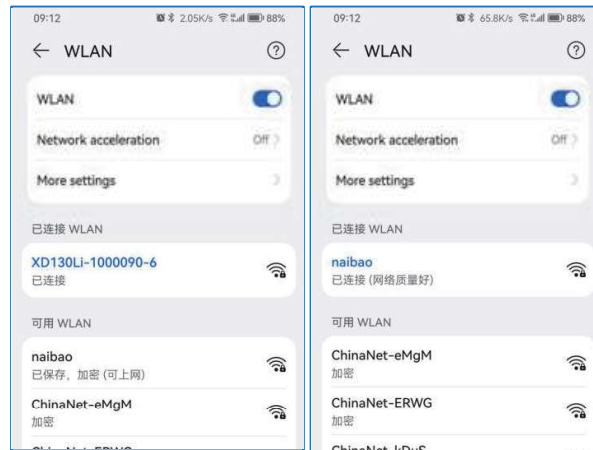 09:12
2.05K/s
88%
← WLAN
?
WLAN
Network acceleration
Off
More settings
已连接 WLAN
XD130Li-1000090-6
已连接
可用 WLAN
naibao
已保存，加密 (可上网)
ChinaNet-eMgM
加密
09:12
65.8K/s
88%
← WLAN
?
WLAN
Network acceleration
Off
More settings
已连接 WLAN
naibao
已连接 (网络质量好)
可用 WLAN
ChinaNet-eMgM
加密
ChinaNet-ERWG
加密